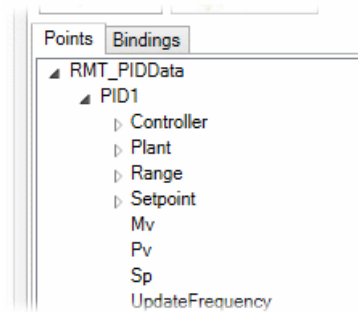 Points Bindings
RMT_PIDData
PID1
Controller
Plant
Range
Setpoint
Mv
Pv
Sp
UpdateFrequency